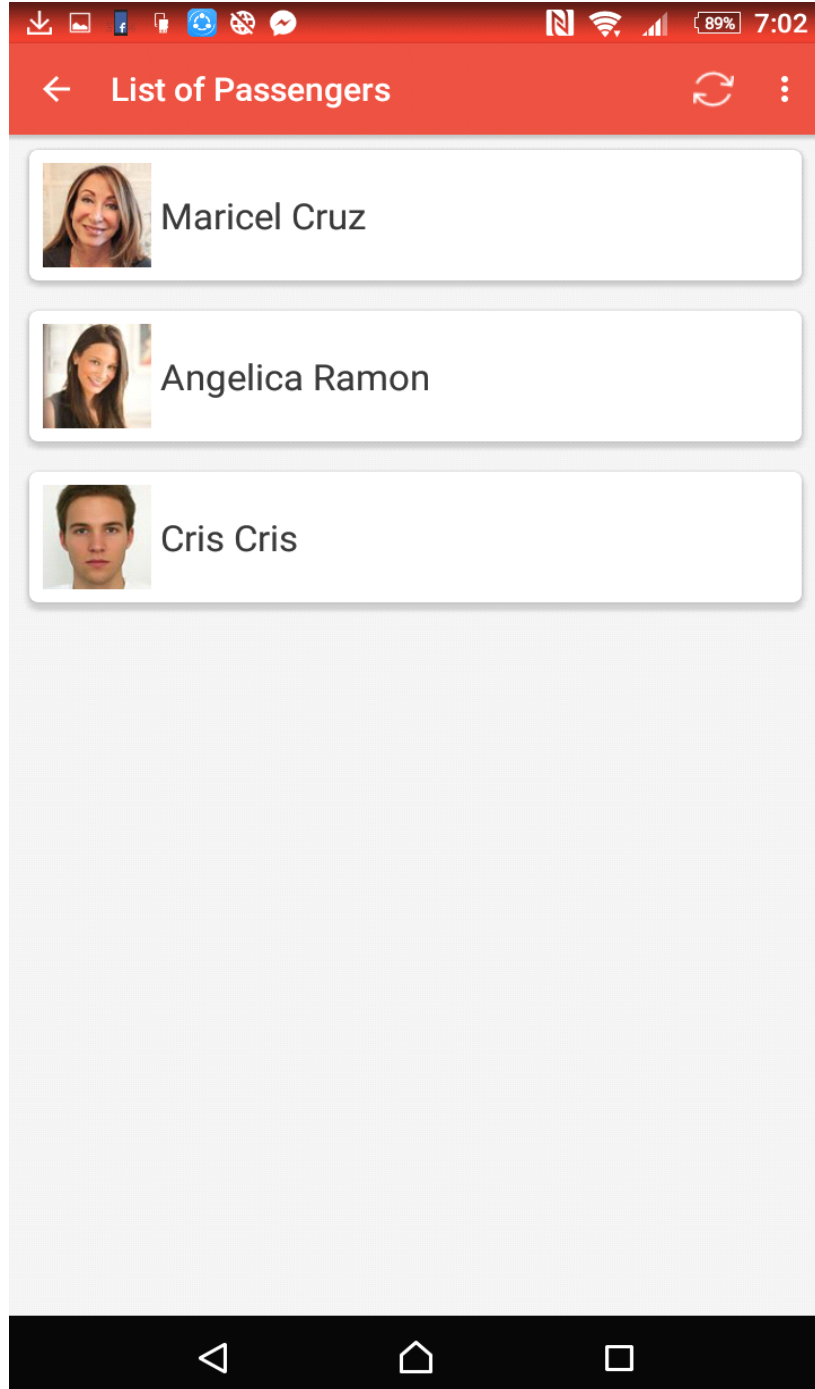 89% 7:02
List of Passengers
Maricel Cruz
Angelica Ramon
Cris Cris